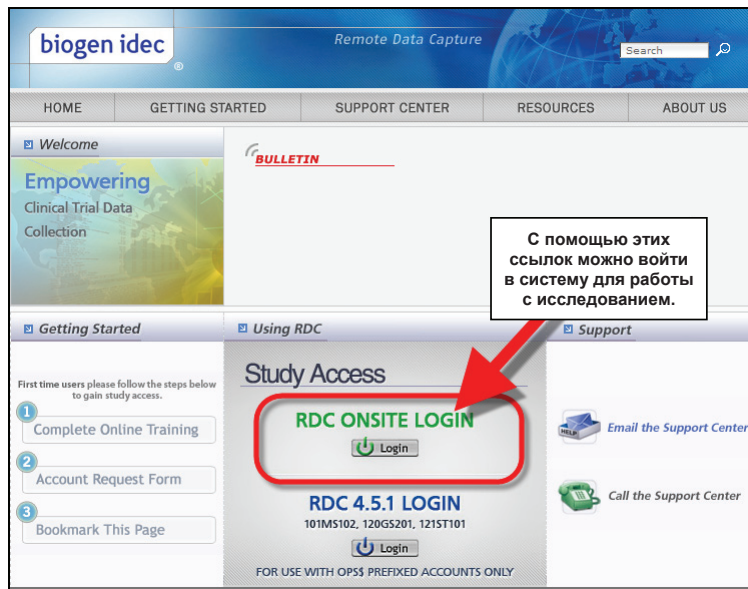 biogen idec
®
Remote Data Capture
Search
HOME
GETTING STARTED
SUPPORT CENTER
RESOURCES
ABOUT US
Welcome
Empowering
Clinical Trial Data
Collection
BULLETIN
С помощью этих
ссылок можно войти
в систему для работы
с исследованием.
Getting Started
First time users please follow the steps below
to gain study access.
1
Complete Online Training
2
Account Request Form
3
Bookmark This Page
Using RDC
Study Access
RDC ONSITE LOGIN
Login
RDC 4.5.1 LOGIN
101MS102, 120GS201, 121ST101
Login
FOR USE WITH OPS$ PREFIXED ACCOUNTS ONLY
Support
HELP
Email the Support Center
Call the Support Center